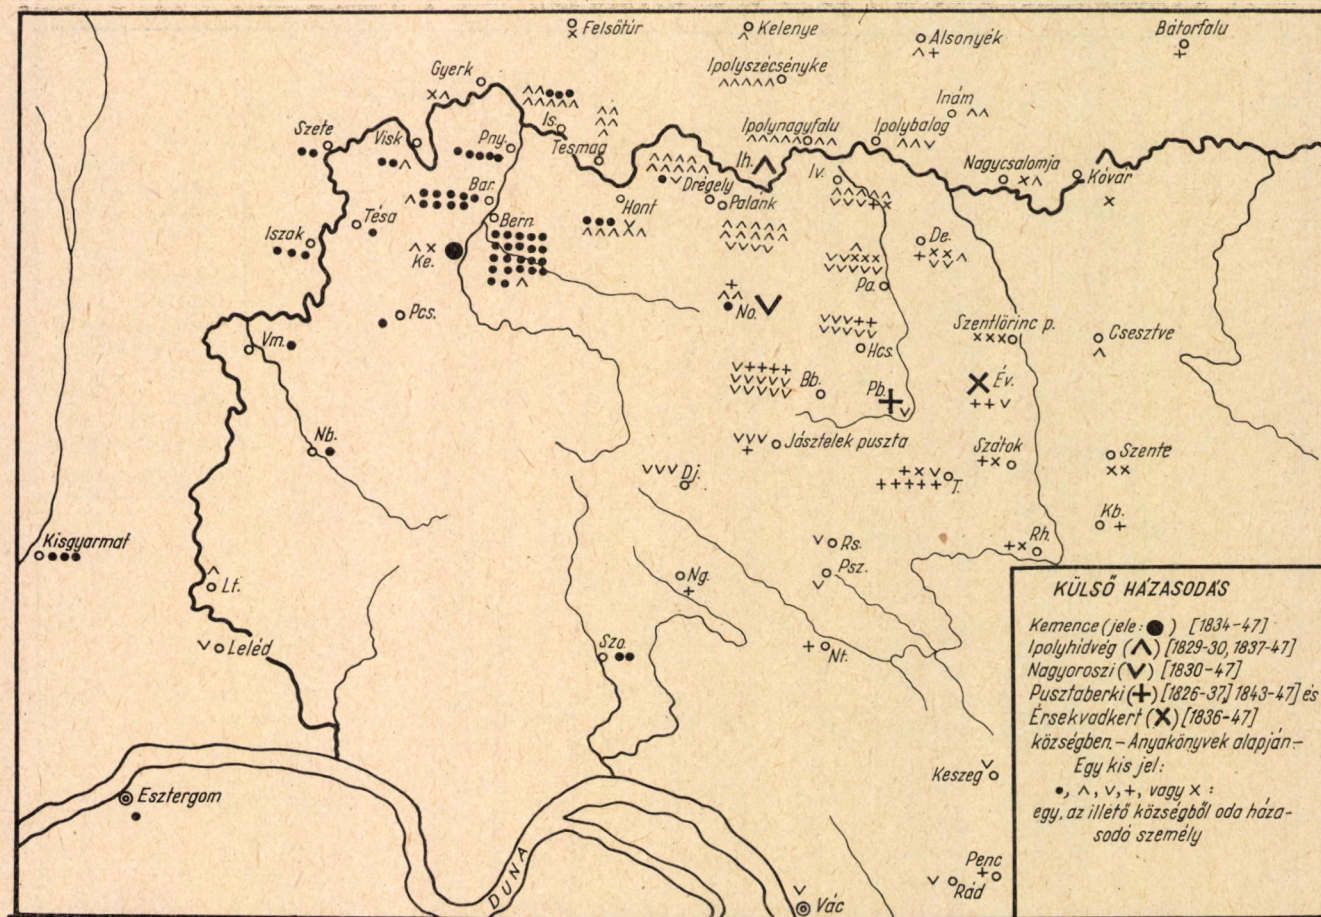 Felsőtúr
Kelenye
Alsonyék
Bátorfalu
Gyerk
Ipolyszécsényke
Inám
Szete
Visk
Pny.
Is.
Tesmag
Ipolynagyfalu
Ipolybalog
Ih.
Iv.
Nagycsalomja
Kóvár
Drégely
Palánk
Bar.
Tésa
Bern.
Hont
Iszak
Ke.
De.
Pa.
Pcs.
No.
Vm.
Szentlőrinc p.
Csesztve
Hcs.
Bb.
Pb.
Év.
Nb.
Jásztelek puszta
Szátok
Szente
Dj.
T.
Kb.
Kisgyarmat
Rs.
Rh.
Psz.
Lt.
Ng.
Leléd
Szo.
Nt.
Esztergom
Keszeg
DUNA
Penc
Rád
Vác
KÜLSŐ HÁZASODÁS
Kemence (jele: ●) [1834-47]
Ipolyhidvég (∧) [1829-30, 1837-47]
Nagyoroszi (∨) [1830-47]
Pusztaberki (+) [1826-37] 1843-47] és
Érsekvadkert (X) [1836-47]
községben. - Anyakönyvek alapján -
Egy kis jel:
•, ∧, ∨, +, vagy × :
egy, az illető községből oda háza-
sodó személy